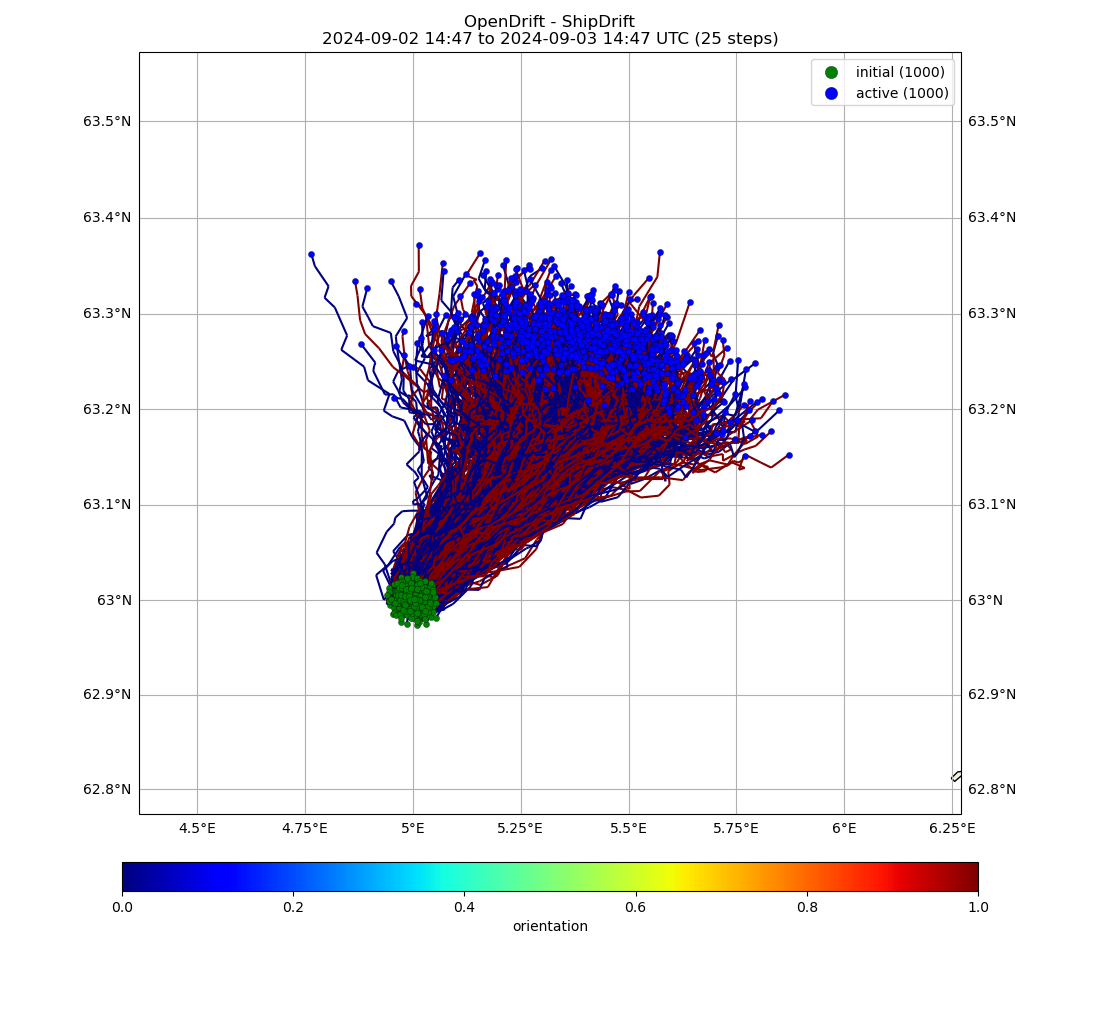 OpenDrift - ShipDrift
2024-09-02 14:47 to 2024-09-03 14:47 UTC (25 steps)
initial (1000)
active (1000)
63.5°N 63.5°N
63.4°N 63.4°N
63.3°N 63.3°N
63.2°N 63.2°N
63.1°N 63.1°N
63°N 63°N
62.9°N 62.9°N
62.8°N 62.8°N
4.5°E 4.75°E 5°E 5.25°E 5.5°E 5.75°E 6°E 6.25°E
0.0 0.2 0.4 0.6 0.8 1.0
orientation